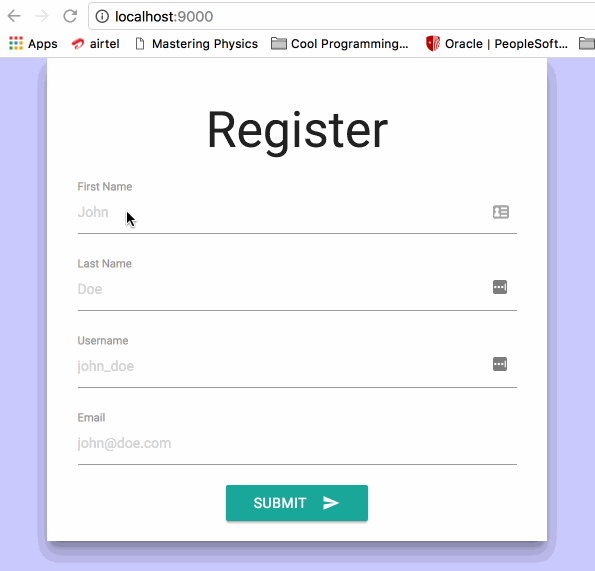 localhost:9000
Apps airtel Mastering Physics Cool Programming... Oracle | PeopleSoft...
Register
First Name
John
Last Name
Doe
Username
john_doe
Email
john@doe.com
SUBMIT